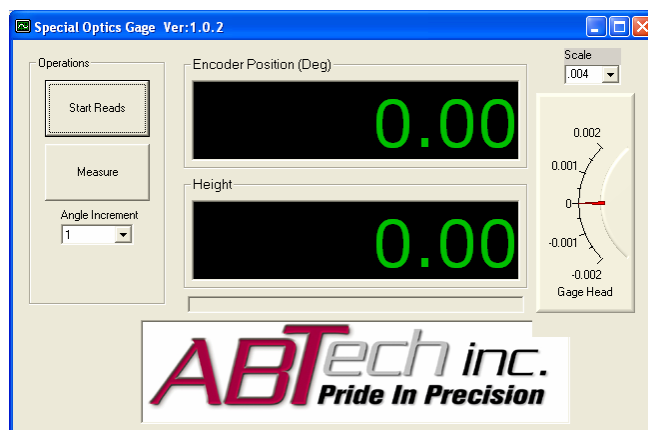 Special Optics Gage Ver:1.0.2
Operations
Start Reads
Measure
Angle Increment
1
Encoder Position (Deg)
0.00
Height
0.00
Scale
.004
0.002
0.001
0
-0.001
-0.002
Gage Head
ABTech inc.
Pride In Precision